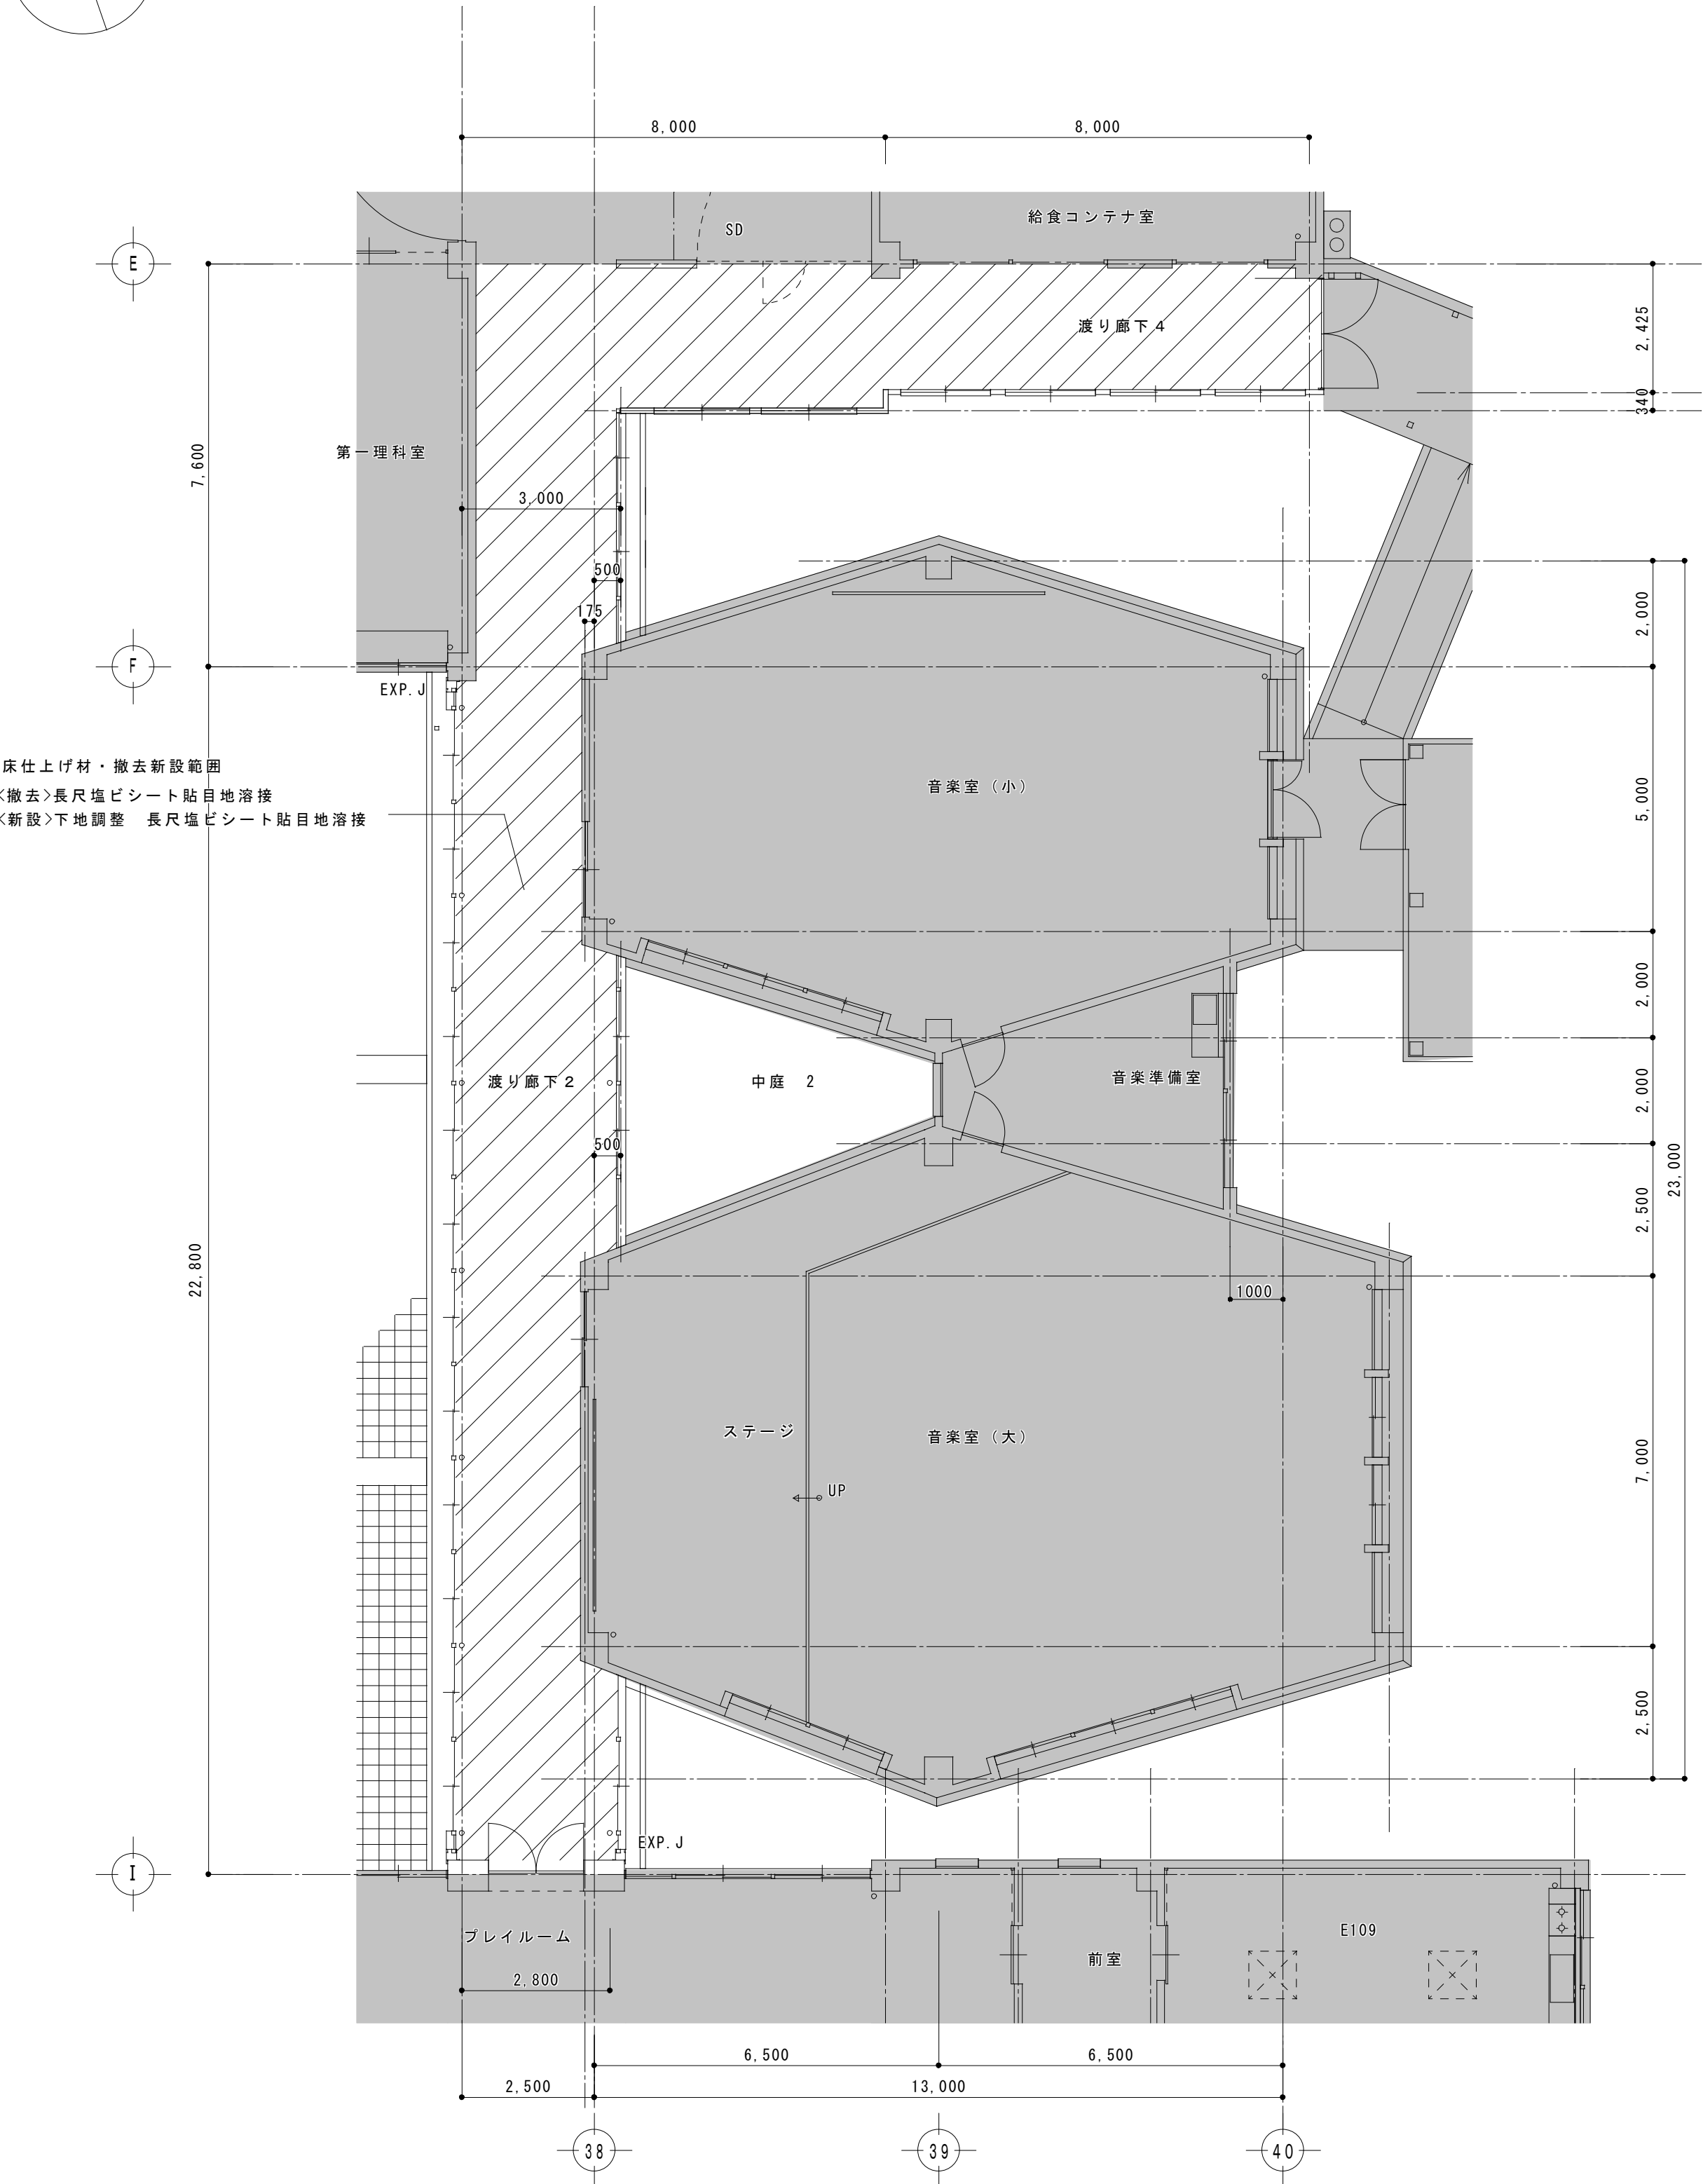 8,000
8,000
給食コンテナ室
SD
E
渡り廊下4
2,425
340
第一理科室
7,600
3,000
500
175
2,000
F
EXP.J
床仕上げ材・撤去新設範囲
<撤去>長尺塩ビシート貼目地溶接
<新設>下地調整　長尺塩ビシート貼目地溶接
音楽室（小）
5,000
2,000
渡り廊下2
中庭　2
音楽準備室
2,000
500
23,000
2,500
22,800
1000
ステージ
音楽室（大）
7,000
UP
2,500
EXP.J
I
プレイルーム
前室
E109
2,800
6,500
6,500
2,500
13,000
38
39
40